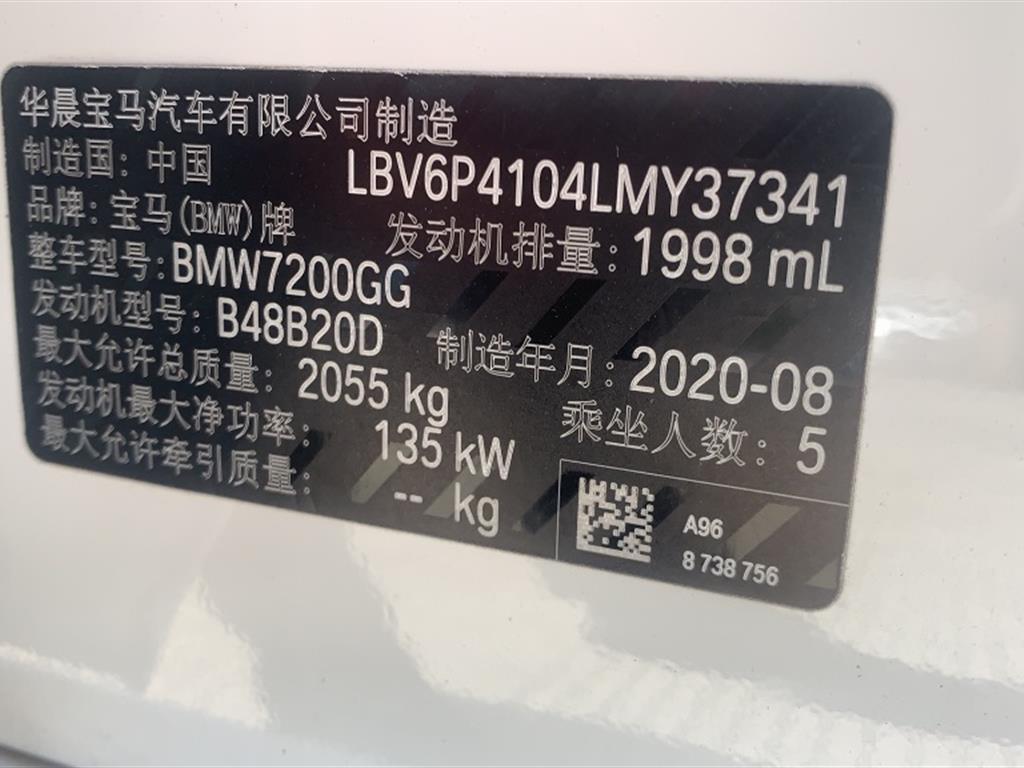 华晨宝马汽车有限公司制造
制造国: 中国
LBV6P4104LMY37341
品牌: 宝马(BMW)牌
发动机排量: 1998 mL
整车型号: BMW7200GG
发动机型号: B48B20D
制造年月: 2020-08
最大允许总质量: 2055 kg
乘坐人数: 5
发动机最大净功率: 135 kW
最大允许牵引质量: -- kg
A96
8 738 756